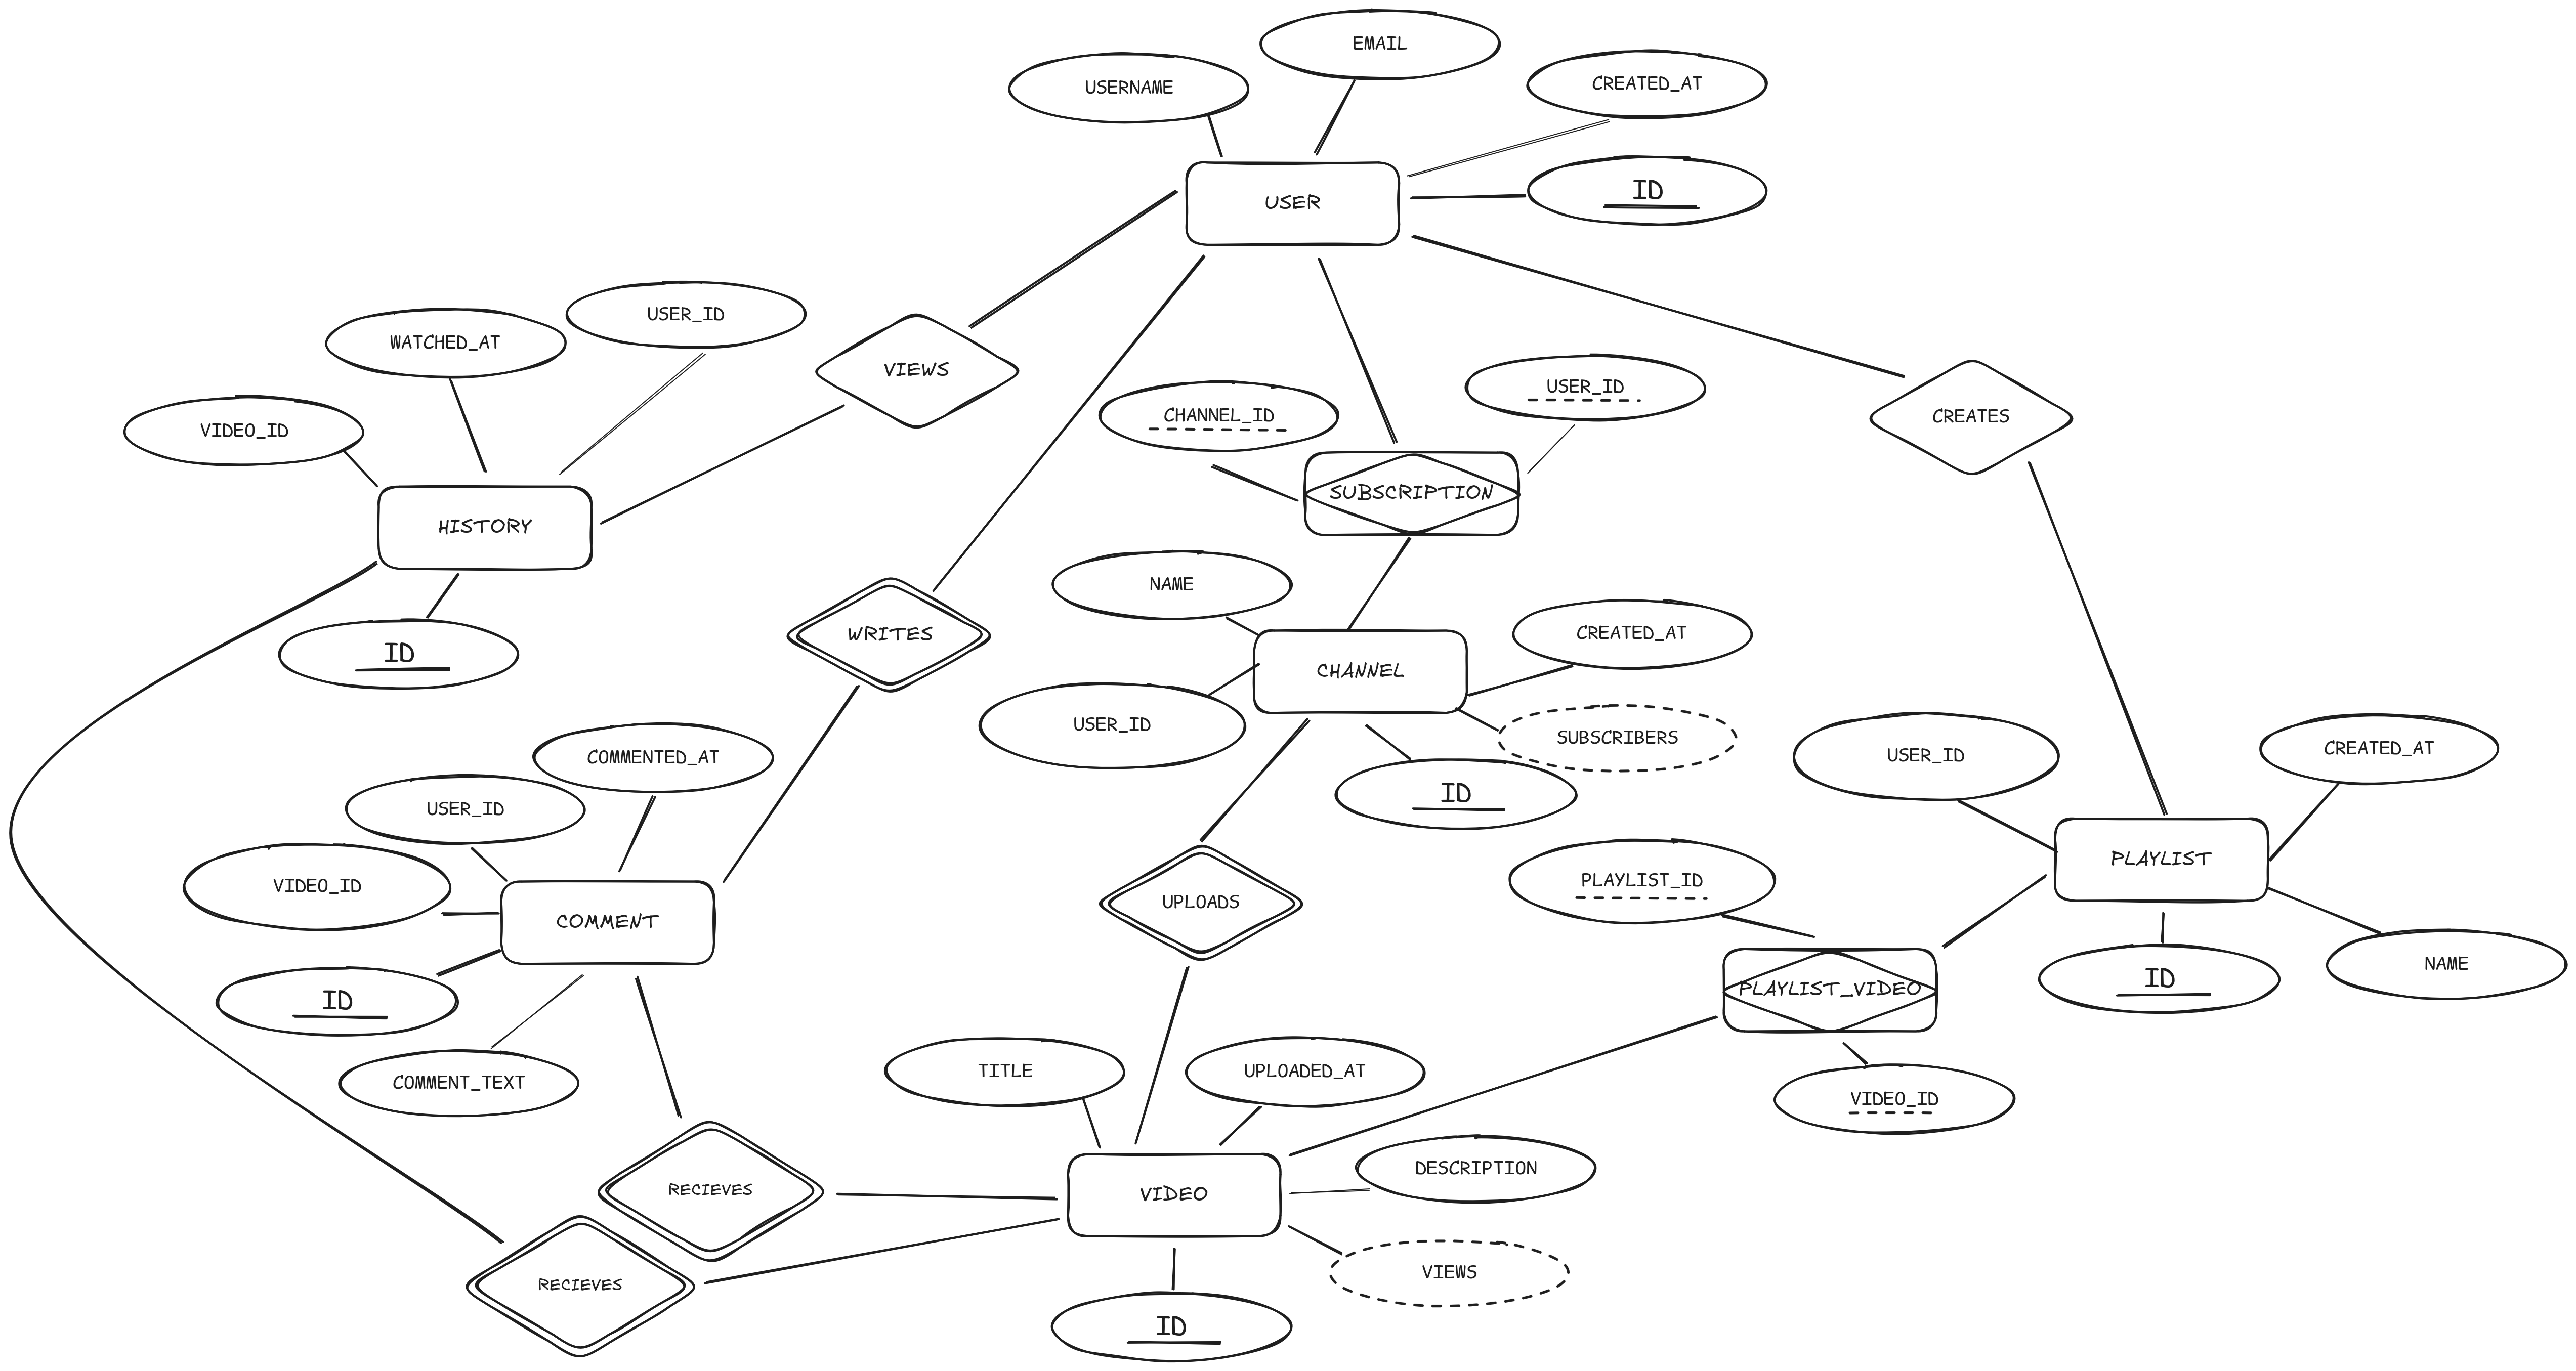 EMAIL
USERNAME
CREATED_AT
ID
USER
USER_ID
WATCHED_AT
VIDEO_ID
VIEWS
USER_ID
CHANNEL_ID
CREATES
SUBSCRIPTION
HISTORY
NAME
CREATED_AT
WRITES
ID
CHANNEL
USER_ID
SUBSCRIBERS
ID
COMMENTED_AT
USER_ID
VIDEO_ID
COMMENT
ID
COMMENT_TEXT
UPLOADS
USER_ID
CREATED_AT
PLAYLIST
PLAYLIST_ID
ID
NAME
PLAYLIST_VIDEO
VIDEO_ID
TITLE
UPLOADED_AT
DESCRIPTION
RECIEVES
VIDEO
VIEWS
RECIEVES
ID